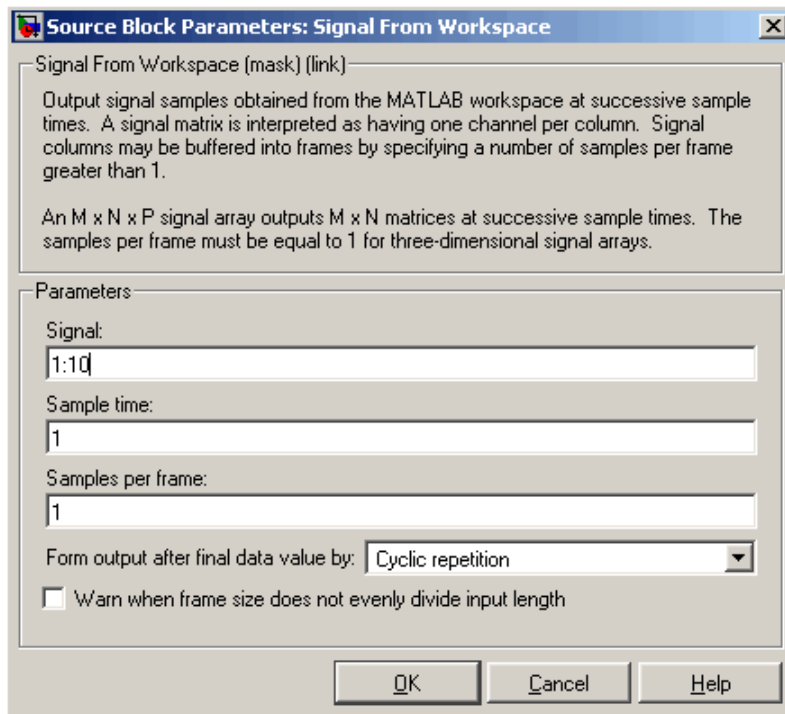 Source Block Parameters: Signal From Workspace
Signal From Workspace (mask) (link)
Output signal samples obtained from the MATLAB workspace at successive sample
times.  A signal matrix is interpreted as having one channel per column.  Signal
columns may be buffered into frames by specifying a number of samples per frame
greater than 1.
An M x N x P signal array outputs M x N matrices at successive sample times.  The
samples per frame must be equal to 1 for three-dimensional signal arrays.
Parameters
Signal:
1:10
Sample time:
1
Samples per frame:
1
Form output after final data value by: Cyclic repetition
Warn when frame size does not evenly divide input length
OK Cancel Help